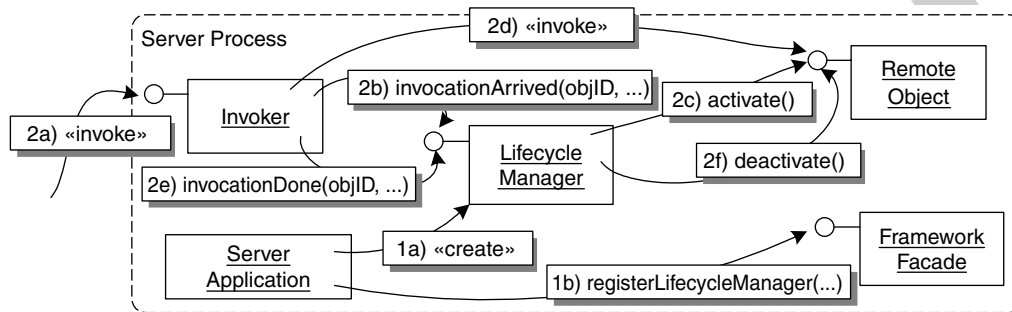 Server Process
2d) «invoke»
Invoker
2b) invocationArrived(objID, ...)
2c) activate()
Remote
Object
2a) «invoke»
Lifecycle
Manager
2f) deactivate()
2e) invocationDone(objID, ...)
Server
Application
1a) «create»
1b) registerLifecycleManager(...)
Framework
Facade